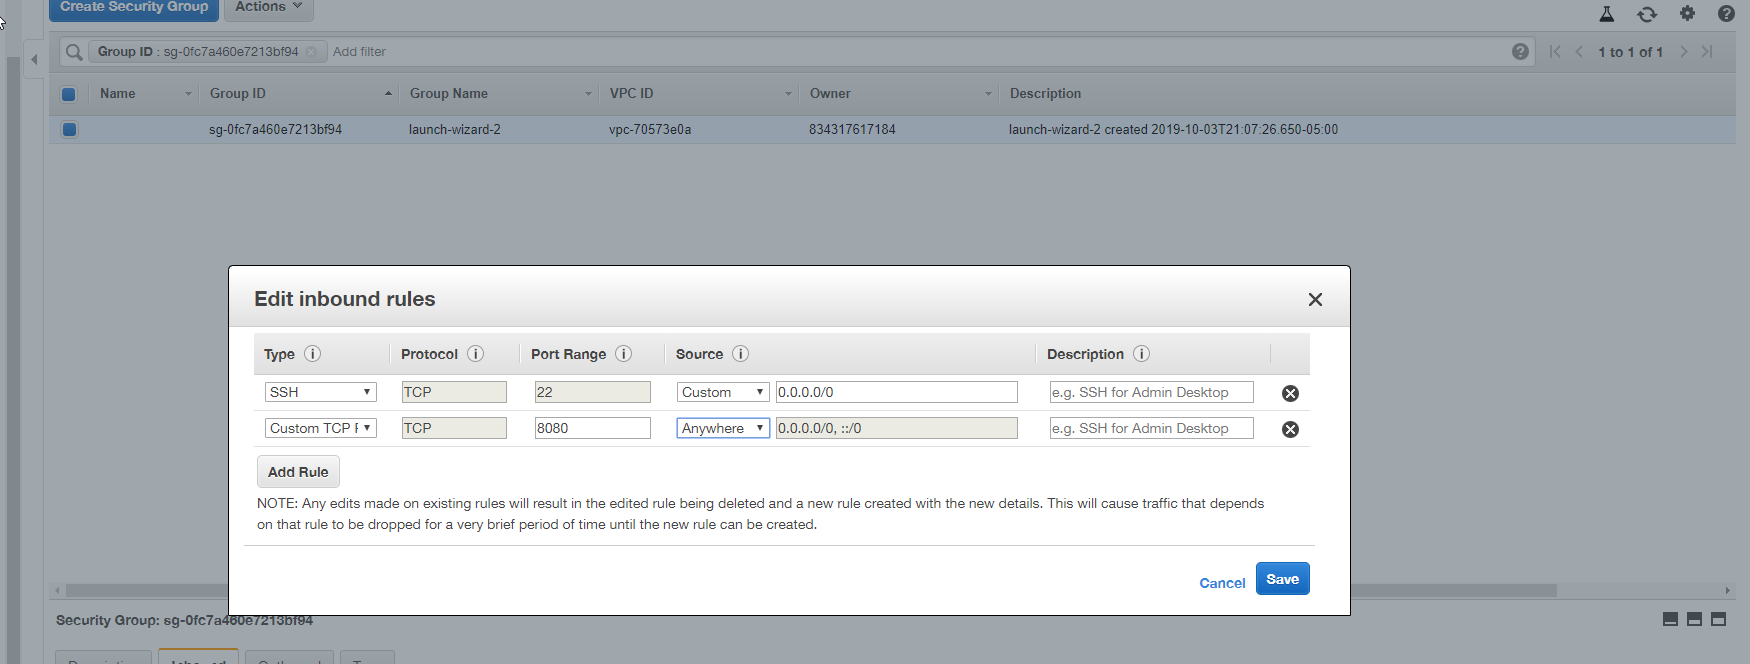 Create Security Group Actions
Group ID : sg-0fc7a460e7213bf94 Add filter 1 to 1 of 1
Name Group ID Group Name VPC ID Owner Description
sg-0fc7a460e7213bf94 launch-wizard-2 vpc-70573e0a 834317617184 launch-wizard-2 created 2019-10-03T21:07:26.650-05:00
Edit inbound rules
Type Protocol Port Range Source Description
SSH TCP 22 Custom 0.0.0.0/0 e.g. SSH for Admin Desktop
Custom TCP TCP 8080 Anywhere 0.0.0.0/0, ::/0 e.g. SSH for Admin Desktop
Add Rule
NOTE: Any edits made on existing rules will result in the edited rule being deleted and a new rule created with the new details. This will cause traffic that depends
on that rule to be dropped for a very brief period of time until the new rule can be created.
Cancel Save
Security Group: sg-0fc7a460e7213bf94
Description Inbound Outbound